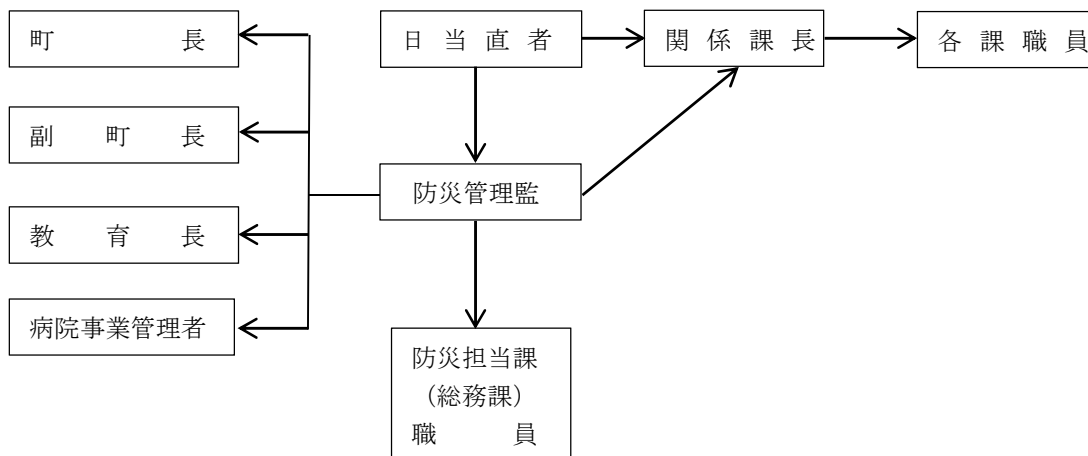 町長
日当直者
関係課長
各課職員
副町長
防災管理監
教育長
病院事業管理者
防災担当課
（総務課）
職員